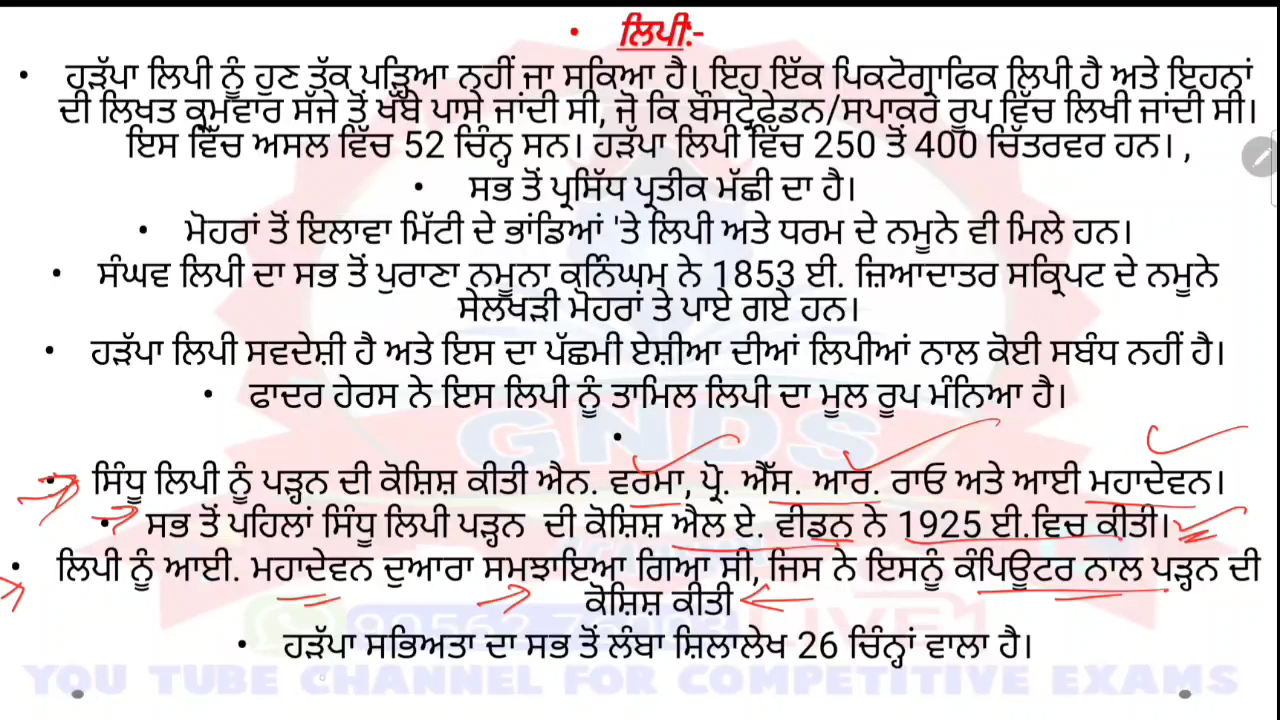 • ਲਿਪੀ:-
• ਹੜੱਪਾ ਲਿਪੀ ਨੂੰ ਹੁਣ ਤੱਕ ਪੜ੍ਹਿਆ ਨਹੀਂ ਜਾ ਸਕਿਆ ਹੈ। ਇਹ ਇੱਕ ਪਿਕਟੋਗ੍ਰਾਫਿਕ ਲਿਪੀ ਹੈ ਅਤੇ ਇਹਨਾਂ
ਦੀ ਲਿਖਤ ਕ੍ਰਮਵਾਰ ਸੱਜੇ ਤੋਂ ਖੱਬੇ ਪਾਸੇ ਜਾਂਦੀ ਸੀ, ਜੋ ਕਿ ਬੌਸਟ੍ਰੋਫੇਡਨ/ਸਪਾਕਰ ਰੂਪ ਵਿੱਚ ਲਿਖੀ ਜਾਂਦੀ ਸੀ।
ਇਸ ਵਿੱਚ ਅਸਲ ਵਿੱਚ 52 ਚਿੰਨ੍ਹ ਸਨ। ਹੜੱਪਾ ਲਿਪੀ ਵਿੱਚ 250 ਤੋਂ 400 ਚਿੱਤਰਵਰ ਹਨ। ,
• ਸਭ ਤੋਂ ਪ੍ਰਸਿੱਧ ਪ੍ਰਤੀਕ ਮੱਛੀ ਦਾ ਹੈ।
• ਮੋਹਰਾਂ ਤੋਂ ਇਲਾਵਾ ਮਿੱਟੀ ਦੇ ਭਾਂਡਿਆਂ 'ਤੇ ਲਿਪੀ ਅਤੇ ਧਰਮ ਦੇ ਨਮੂਨੇ ਵੀ ਮਿਲੇ ਹਨ।
• ਸੰਘਵ ਲਿਪੀ ਦਾ ਸਭ ਤੋਂ ਪੁਰਾਣਾ ਨਮੂਨਾ ਕਨਿੰਘਮ ਨੇ 1853 ਈ. ਜ਼ਿਆਦਾਤਰ ਸਕ੍ਰਿਪਟ ਦੇ ਨਮੂਨੇ
ਸੇਲਖੜੀ ਮੋਹਰਾਂ ਤੇ ਪਾਏ ਗਏ ਹਨ।
• ਹੜੱਪਾ ਲਿਪੀ ਸਵਦੇਸ਼ੀ ਹੈ ਅਤੇ ਇਸ ਦਾ ਪੱਛਮੀ ਏਸ਼ੀਆ ਦੀਆਂ ਲਿਪੀਆਂ ਨਾਲ ਕੋਈ ਸਬੰਧ ਨਹੀਂ ਹੈ।
• ਫਾਦਰ ਹੇਰਸ ਨੇ ਇਸ ਲਿਪੀ ਨੂੰ ਤਾਮਿਲ ਲਿਪੀ ਦਾ ਮੂਲ ਰੂਪ ਮੰਨਿਆ ਹੈ।
•
GNDS
• ਸਿੰਧੂ ਲਿਪੀ ਨੂੰ ਪੜ੍ਹਨ ਦੀ ਕੋਸ਼ਿਸ਼ ਕੀਤੀ ਐਨ. ਵਰਮਾ, ਪ੍ਰੋ. ਐੱਸ. ਆਰ. ਰਾਓ ਅਤੇ ਆਈ ਮਹਾਦੇਵਨ।
• ਸਭ ਤੋਂ ਪਹਿਲਾਂ ਸਿੰਧੂ ਲਿਪੀ ਪੜ੍ਹਨ ਦੀ ਕੋਸ਼ਿਸ਼ ਐਲ ਏ. ਵੀਡਨ ਨੇ 1925 ਈ.ਵਿਚ ਕੀਤੀ।
• ਲਿਪੀ ਨੂੰ ਆਈ. ਮਹਾਦੇਵਨ ਦੁਆਰਾ ਸਮਝਾਇਆ ਗਿਆ ਸੀ, ਜਿਸ ਨੇ ਇਸਨੂੰ ਕੰਪਿਊਟਰ ਨਾਲ ਪੜ੍ਹਨ ਦੀ
ਕੋਸ਼ਿਸ਼ ਕੀਤੀ
LIVE
• ਹੜੱਪਾ ਸਭਿਅਤਾ ਦਾ ਸਭ ਤੋਂ ਲੰਬਾ ਸ਼ਿਲਾਲੇਖ 26 ਚਿੰਨ੍ਹਾਂ ਵਾਲਾ ਹੈ।
YOU TUBE CHANNEL FOR COMPETITIVE EXAMS